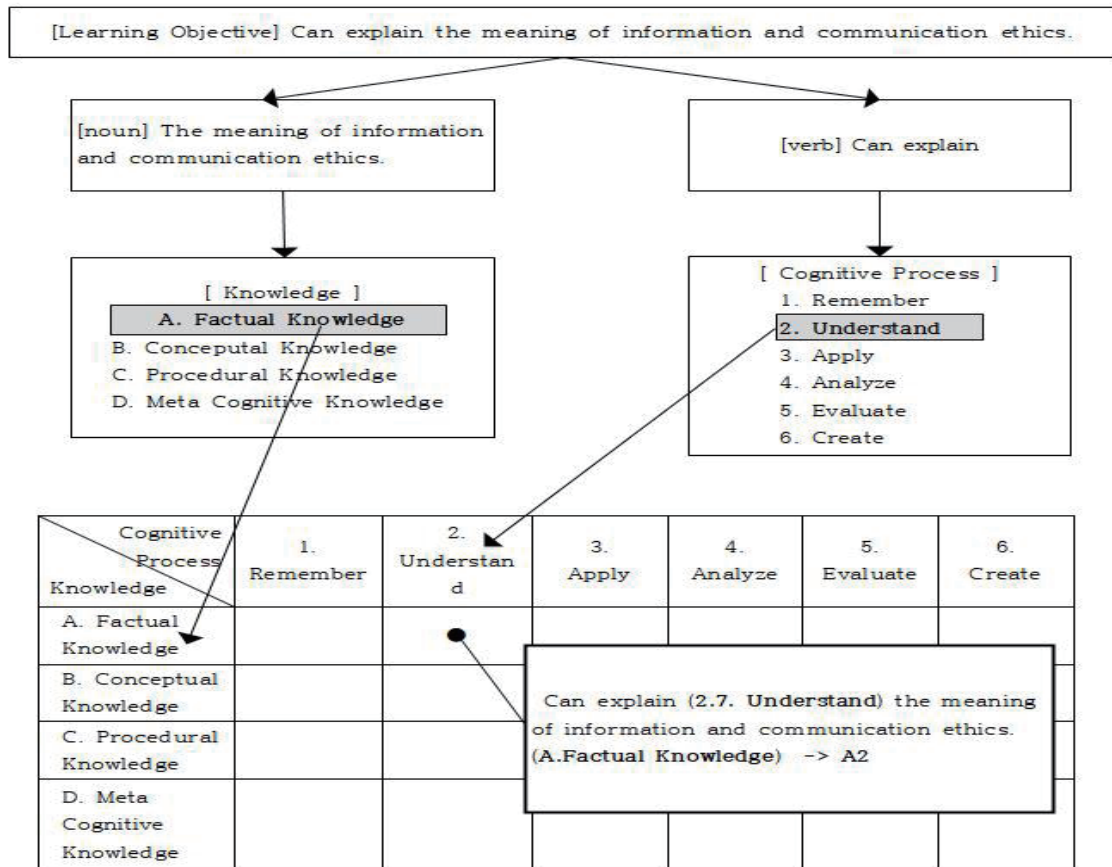 [Learning Objective] Can explain the meaning of information and communication ethics.
[noun] The meaning of information
and communication ethics.
[verb] Can explain
[ Knowledge ]
A. Factual Knowledge
B. Conceputal Knowledge
C. Procedural Knowledge
D. Meta Cognitive Knowledge
[ Cognitive Process ]
1. Remember
2. Understand
3. Apply
4. Analyze
5. Evaluate
6. Create
Cognitive
Process
Knowledge
1.
Remember
2.
Understan
d
3.
Apply
4.
Analyze
5.
Evaluate
6.
Create
A. Factual
Knowledge
B. Conceptual
Knowledge
C. Procedural
Knowledge
D. Meta
Cognitive
Knowledge
Can explain (2.7. Understand) the meaning
of information and communication ethics.
(A.Factual Knowledge) -> A2